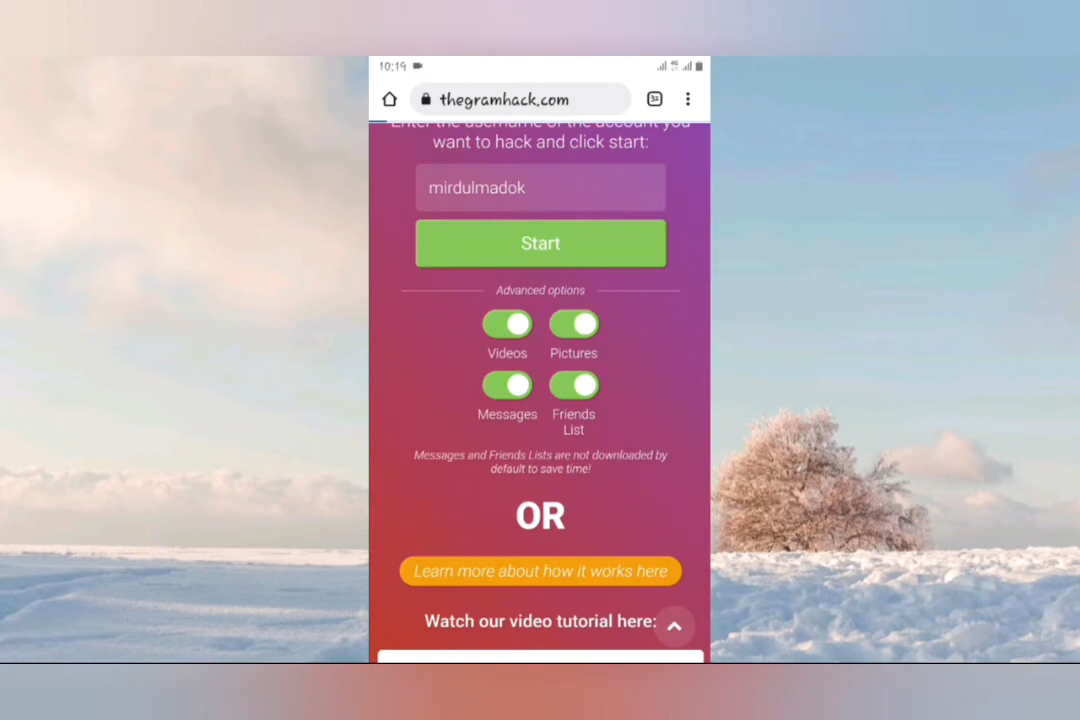 10:19
4G
thegramhack.com
34
Enter the username of the account you
want to hack and click start:
mirdulmadok
Start
Advanced options
Videos Pictures
Messages Friends
List
Messages and Friends Lists are not downloaded by
default to save time!
OR
Learn more about how it works here
Watch our video tutorial here: